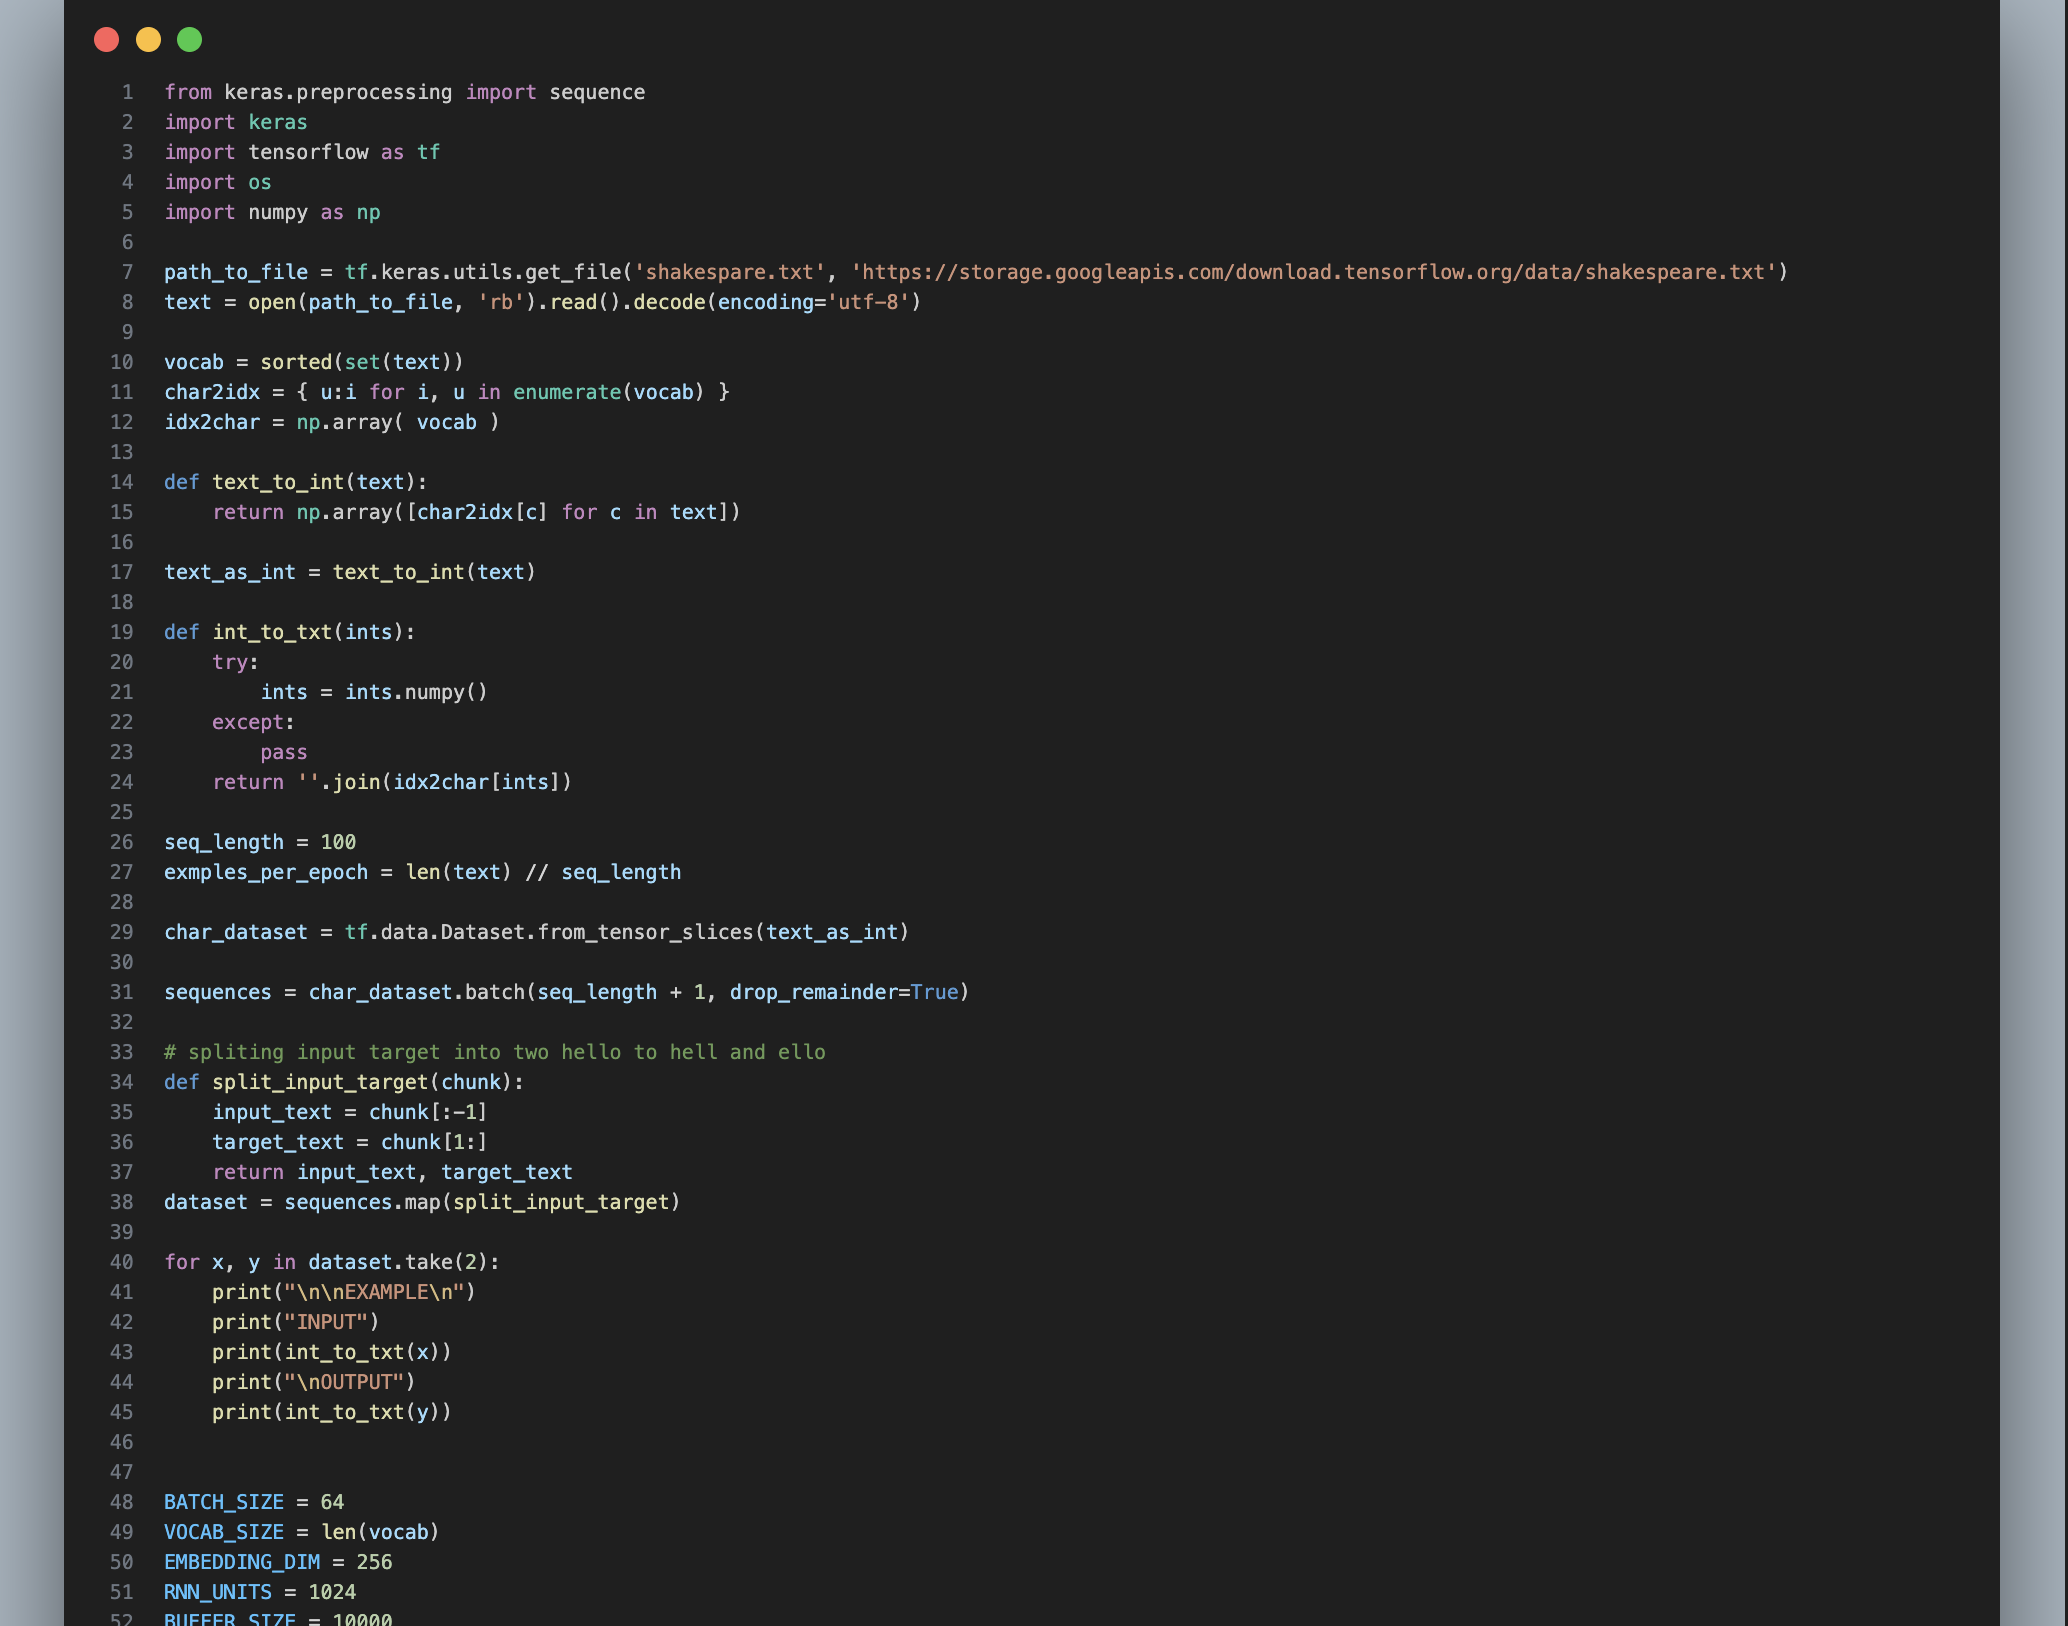 1 from keras.preprocessing import sequence
2 import keras
3 import tensorflow as tf
4 import os
5 import numpy as np
6
7 path_to_file = tf.keras.utils.get_file('shakespare.txt', 'https://storage.googleapis.com/download.tensorflow.org/data/shakespeare.txt')
8 text = open(path_to_file, 'rb').read().decode(encoding='utf-8')
9
10 vocab = sorted(set(text))
11 char2idx = { u:i for i, u in enumerate(vocab) }
12 idx2char = np.array( vocab )
13
14 def text_to_int(text):
15     return np.array([char2idx[c] for c in text])
16
17 text_as_int = text_to_int(text)
18
19 def int_to_txt(ints):
20     try:
21         ints = ints.numpy()
22     except:
23         pass
24     return ''.join(idx2char[ints])
25
26 seq_length = 100
27 exmples_per_epoch = len(text) // seq_length
28
29 char_dataset = tf.data.Dataset.from_tensor_slices(text_as_int)
30
31 sequences = char_dataset.batch(seq_length + 1, drop_remainder=True)
32
33 # spliting input target into two hello to hell and ello
34 def split_input_target(chunk):
35     input_text = chunk[:-1]
36     target_text = chunk[1:]
37     return input_text, target_text
38 dataset = sequences.map(split_input_target)
39
40 for x, y in dataset.take(2):
41     print("\n\nEXAMPLE\n")
42     print("INPUT")
43     print(int_to_txt(x))
44     print("\nOUTPUT")
45     print(int_to_txt(y))
46
47
48 BATCH_SIZE = 64
49 VOCAB_SIZE = len(vocab)
50 EMBEDDING_DIM = 256
51 RNN_UNITS = 1024
52 BUFFER_SIZE = 10000